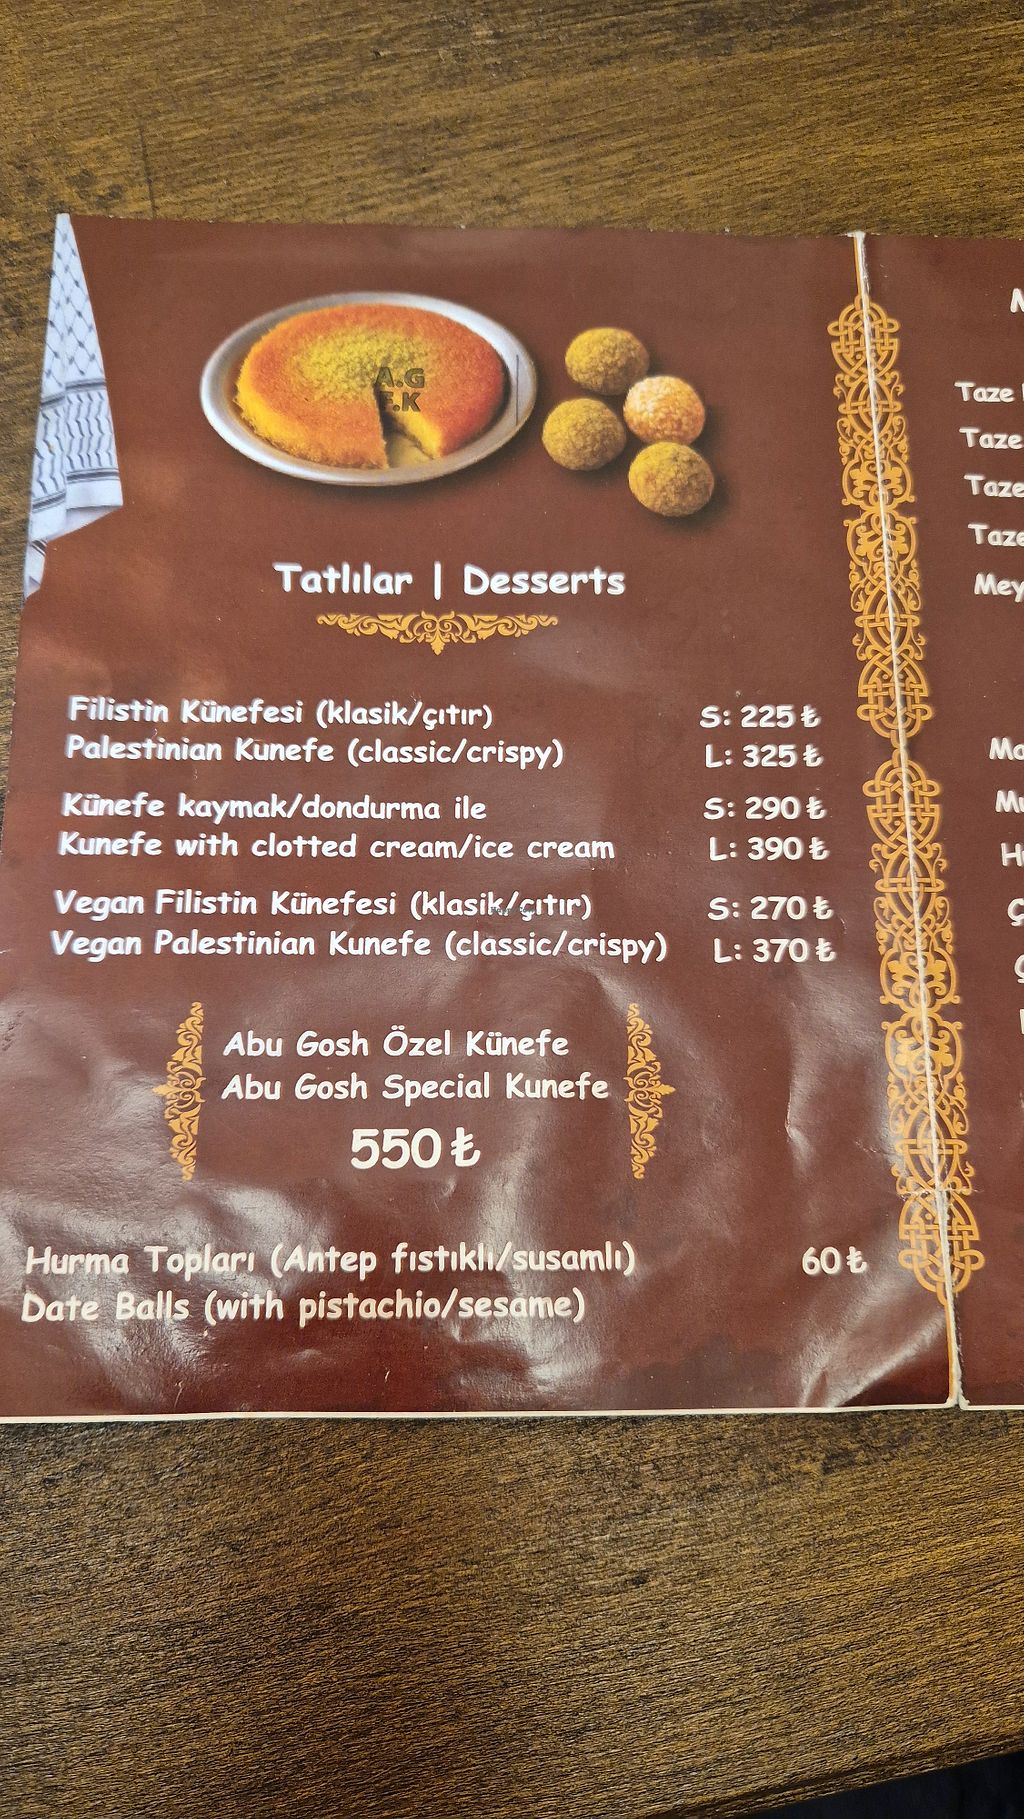 A.G
F.K
Tatlılar | Desserts
Filistin Künefesi (klasik/çıtır) S: 225 ₺
Palestinian Kunefe (classic/crispy) L: 325 ₺
Künefe kaymak/dondurma ile S: 290 ₺
Kunefe with clotted cream/ice cream L: 390 ₺
Vegan Filistin Künefesi (klasik/çıtır) S: 270 ₺
Vegan Palestinian Kunefe (classic/crispy) L: 370 ₺
Abu Gosh Özel Künefe
Abu Gosh Special Kunefe
550 ₺
Hurma Topları (Antep fıstıklı/susamlı) 60 ₺
Date Balls (with pistachio/sesame)
Taze
Taze
Taze
Taze